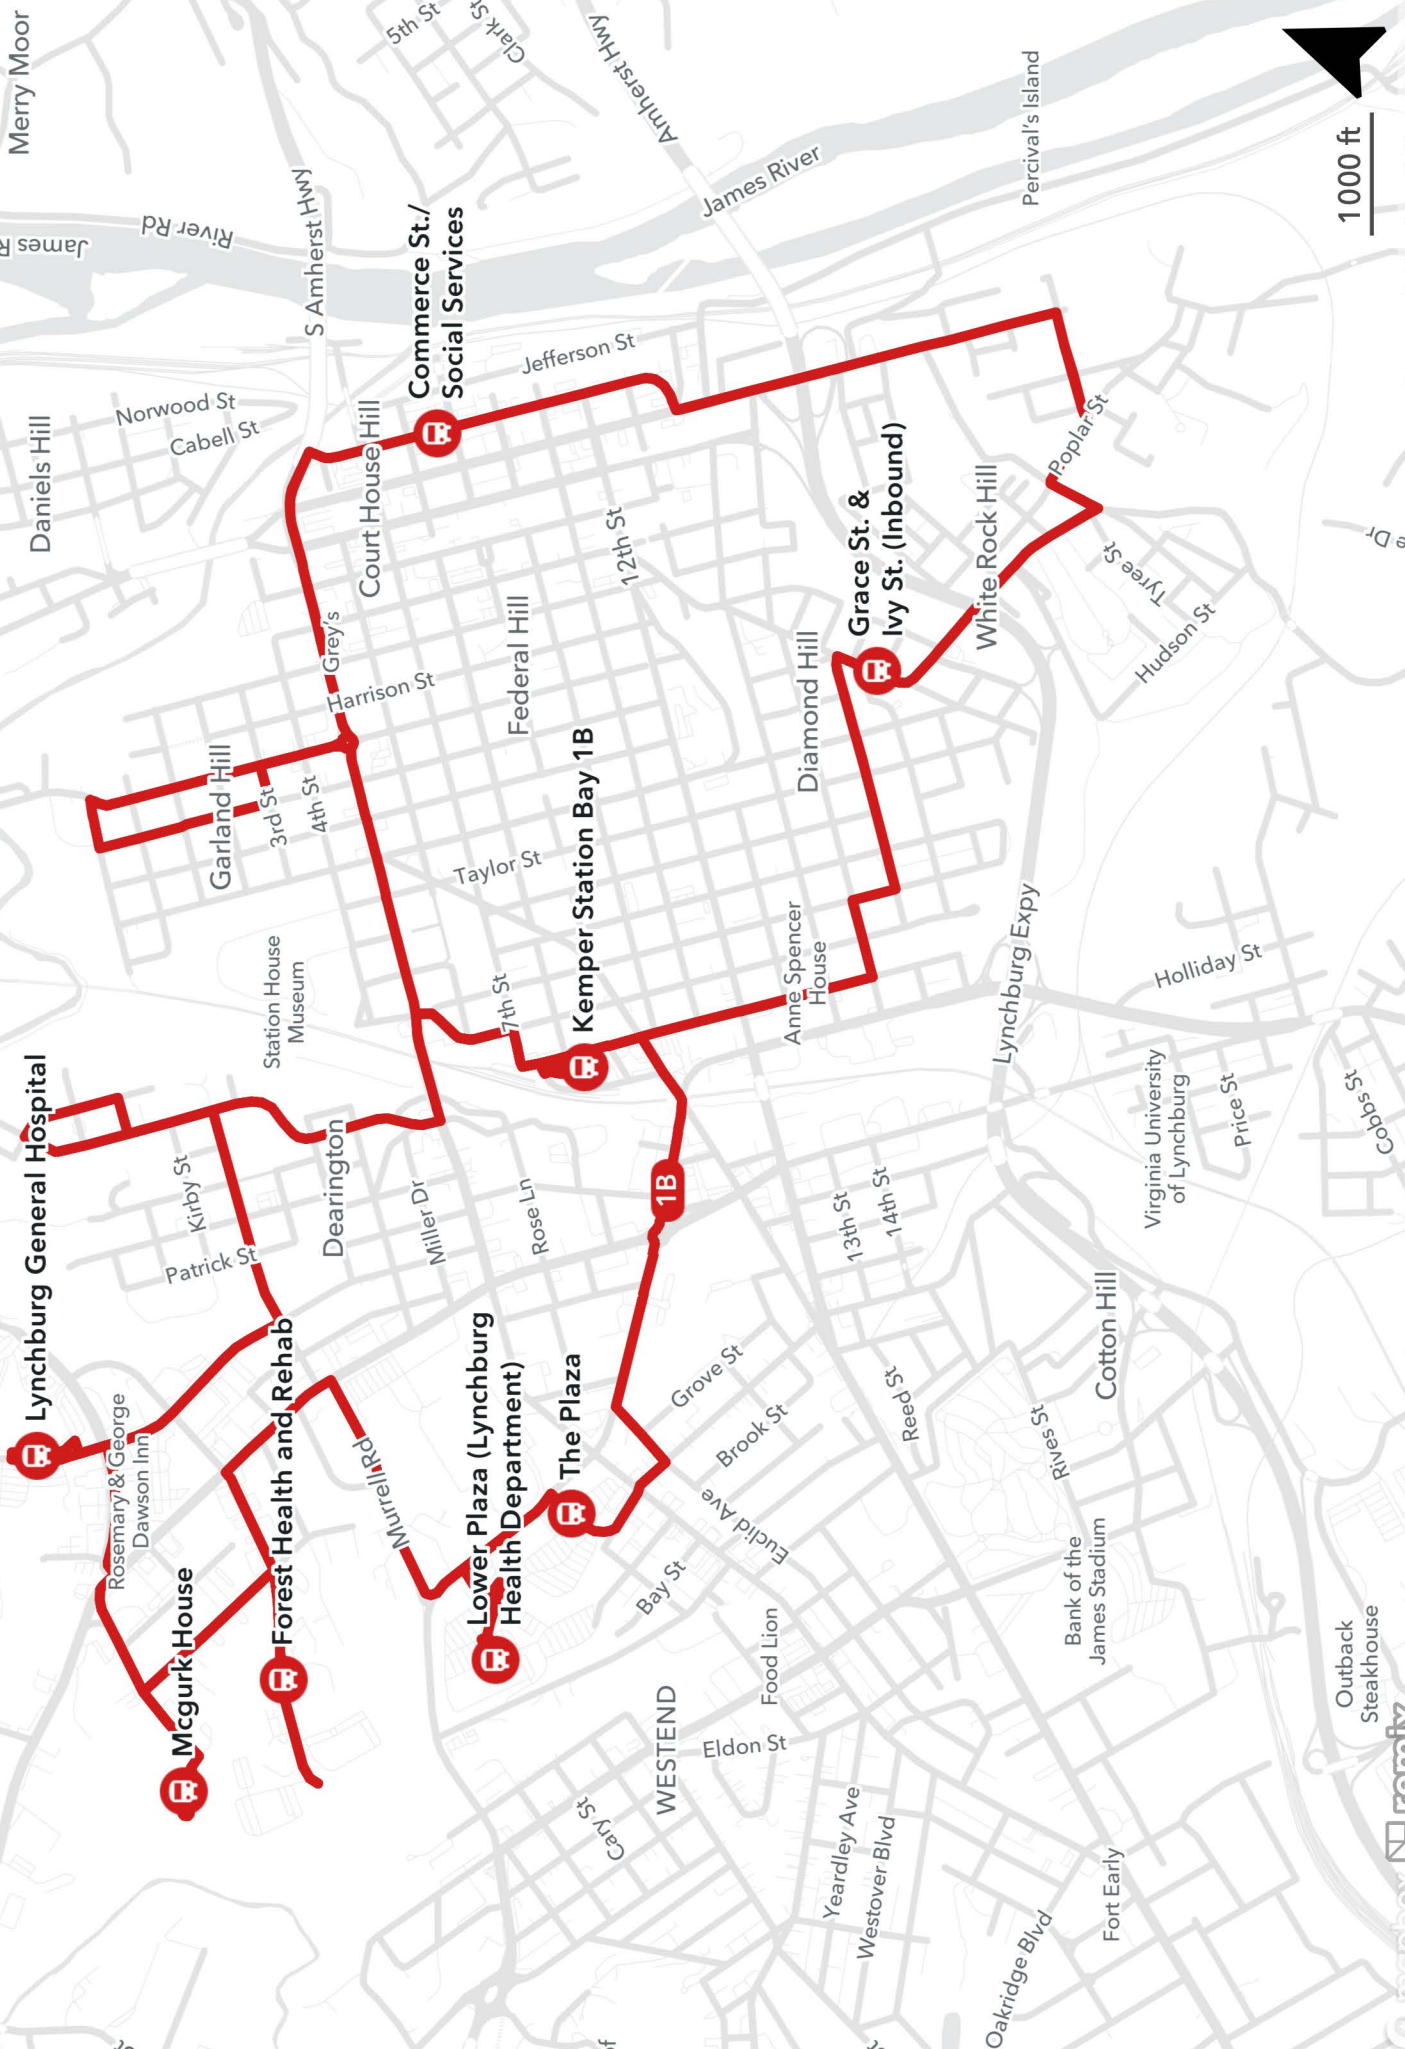 Merry Moor
5th St
Clark St
Amherst Hwy
James River
Percival's Island
1000 ft
River Rd
James R
S Amherst Hwy
Commerce St./
Social Services
Jefferson St
Norwood St
Cabell St
Daniels Hill
Court House Hill
12th St
Grace St. &
Ivy St. (Inbound)
White Rock Hill
Poplar St
Tyree St
Hudson St
e Dr
Grey's
Harrison St
Federal Hill
Diamond Hill
Garland Hill
3rd St
4th St
Taylor St
Kemper Station Bay 1B
7th St
Anne Spencer
House
Lynchburg Expy
Holliday St
Station House
Museum
Lynchburg General Hospital
Kirby St
Patrick St
Dearington
Miller Dr
Rose Ln
1B
13th St
14th St
Virginia University
of Lynchburg
Price St
Cobbs St
Cotton Hill
Rosemary & George
Dawson Inn
Forest Health and Rehab
Murrell Rd
Lower Plaza (Lynchburg
Health Department)
The Plaza
Grove St
Brook St
Euclid Ave
Bay St
Reed St
Rives St
Bank of the
James Stadium
Mcgurk House
Food Lion
WESTEND
Eldon St
Cary St
Yeardley Ave
Westover Blvd
Oakridge Blvd
Fort Early
Outback
Steakhouse
remix